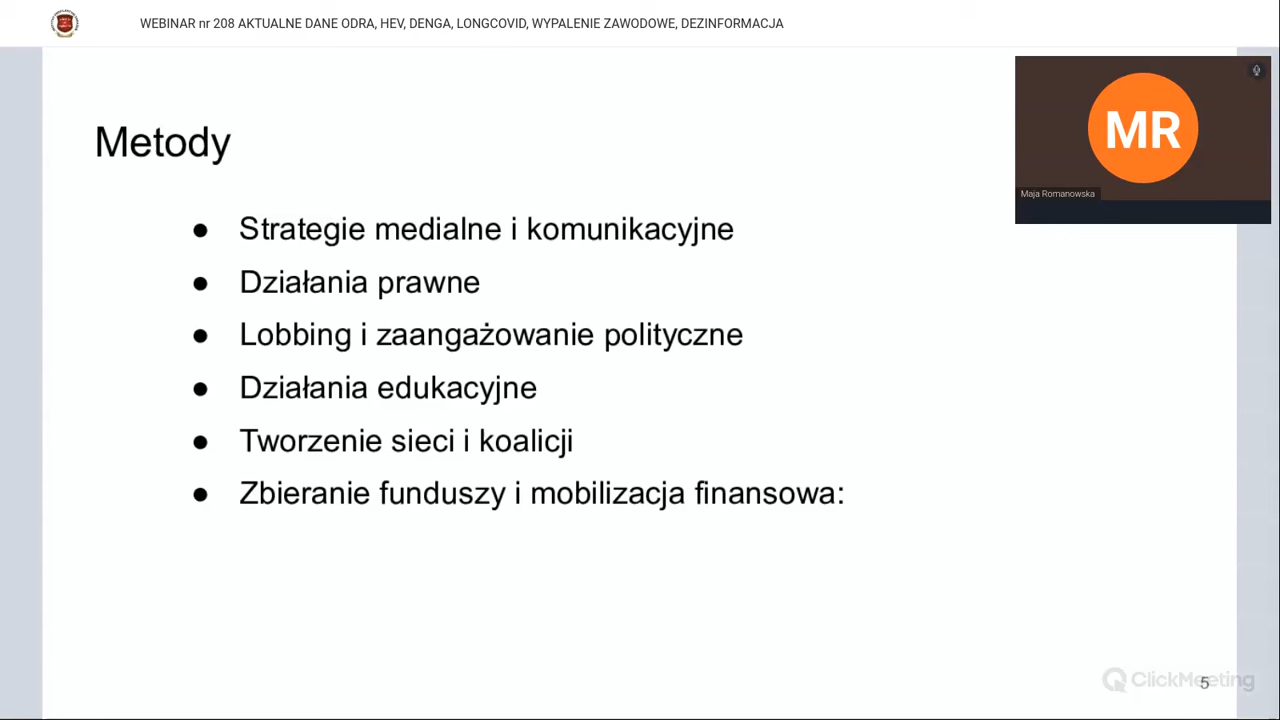 WEBINAR nr 208 AKTUALNE DANE ODRA, HEV, DENGA, LONGCOVID, WYPALENIE ZAWODOWE, DEZINFORMACJA
MR
Maja Romanowska
Metody
● Strategie medialne i komunikacyjne
● Działania prawne
● Lobbing i zaangażowanie polityczne
● Działania edukacyjne
● Tworzenie sieci i koalicji
● Zbieranie funduszy i mobilizacja finansowa:
ClickMeeting
5